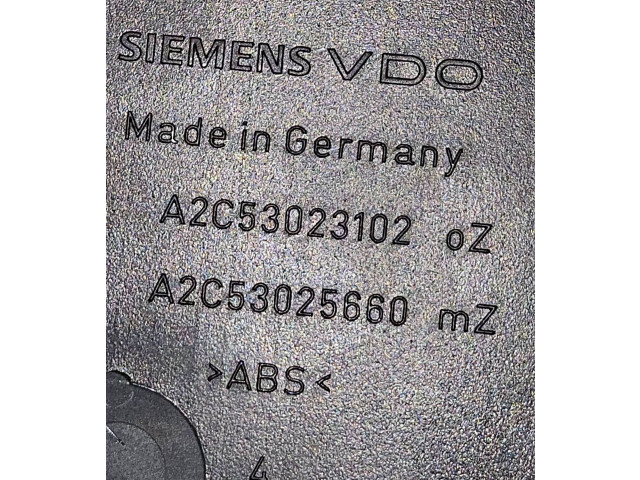 SIEMENS VDO
Made in Germany
A2C53023102 oZ
A2C53025660 mZ
>ABS<
4